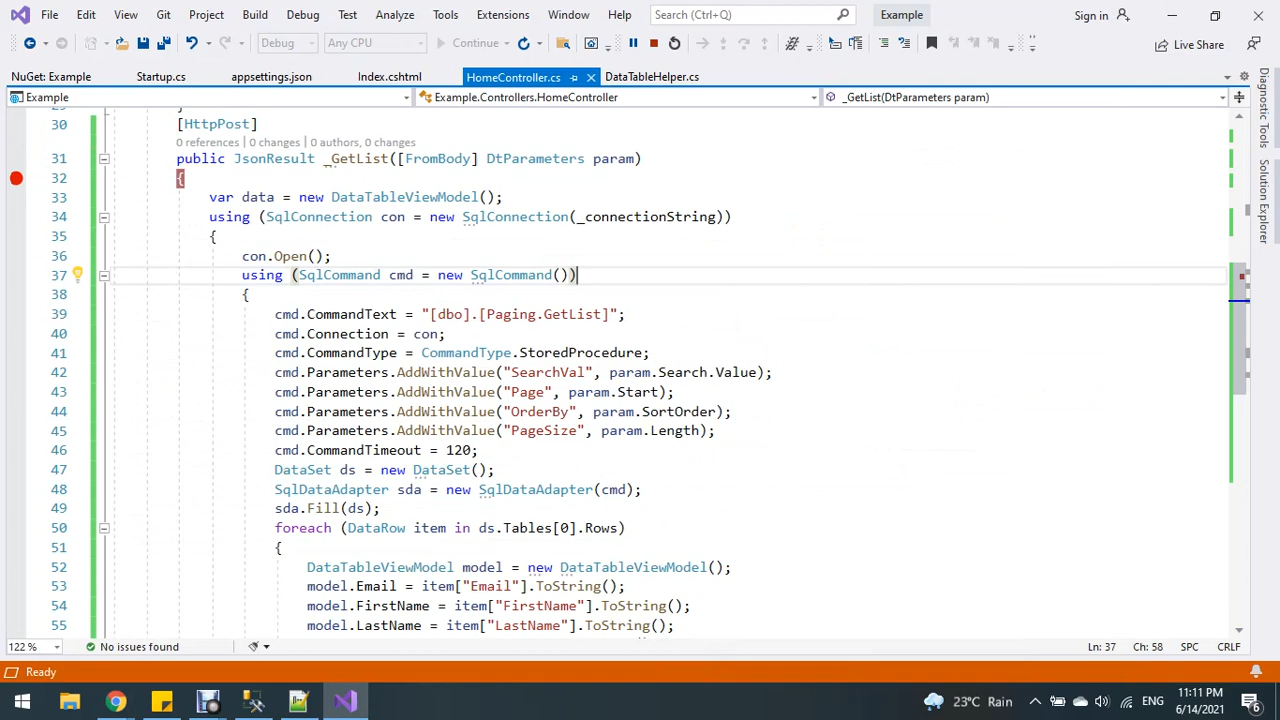 File Edit View Git Project Build Debug Test Analyze Tools Extensions Window Help Search (Ctrl+Q) Example Sign in
Debug Any CPU Continue Live Share
NuGet: Example Startup.cs appsettings.json Index.cshtml HomeController.cs DataTableHelper.cs
Example Example.Controllers.HomeController _GetList(DtParameters param)
30 [HttpPost]
0 references | 0 changes | 0 authors, 0 changes
31 public JsonResult _GetList([FromBody] DtParameters param)
32 {
33 var data = new DataTableViewModel();
34 using (SqlConnection con = new SqlConnection(_connectionString))
35 {
36 con.Open();
37 using (SqlCommand cmd = new SqlCommand())
38 {
39 cmd.CommandText = "[dbo].[Paging.GetList]";
40 cmd.Connection = con;
41 cmd.CommandType = CommandType.StoredProcedure;
42 cmd.Parameters.AddWithValue("SearchVal", param.Search.Value);
43 cmd.Parameters.AddWithValue("Page", param.Start);
44 cmd.Parameters.AddWithValue("OrderBy", param.SortOrder);
45 cmd.Parameters.AddWithValue("PageSize", param.Length);
46 cmd.CommandTimeout = 120;
47 DataSet ds = new DataSet();
48 SqlDataAdapter sda = new SqlDataAdapter(cmd);
49 sda.Fill(ds);
50 foreach (DataRow item in ds.Tables[0].Rows)
51 {
52 DataTableViewModel model = new DataTableViewModel();
53 model.Email = item["Email"].ToString();
54 model.FirstName = item["FirstName"].ToString();
55 model.LastName = item["LastName"].ToString();
Diagnostic Tools
Solution Explorer
122 % No issues found Ln: 37 Ch: 58 SPC CRLF
Ready
23°C Rain ENG 11:11 PM
6/14/2021 6